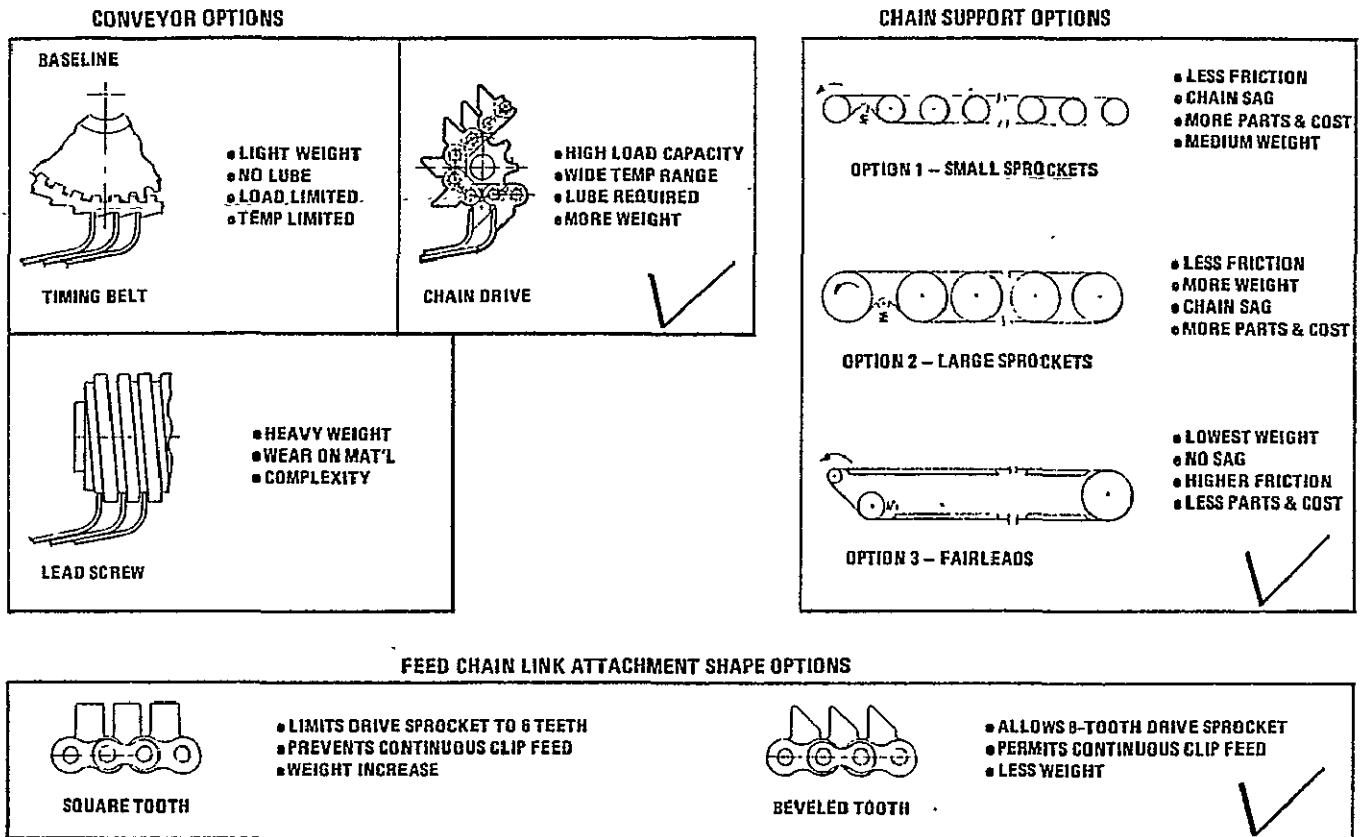 CONVEYOR OPTIONS
BASELINE
• LIGHT WEIGHT
• NO LUBE
• LOAD LIMITED
• TEMP LIMITED
TIMING BELT
• HIGH LOAD CAPACITY
• WIDE TEMP RANGE
• LUBE REQUIRED
• MORE WEIGHT
CHAIN DRIVE
• HEAVY WEIGHT
• WEAR ON MAT'L
• COMPLEXITY
LEAD SCREW
CHAIN SUPPORT OPTIONS
• LESS FRICTION
• CHAIN SAG
• MORE PARTS & COST
• MEDIUM WEIGHT
OPTION 1 – SMALL SPROCKETS
• LESS FRICTION
• MORE WEIGHT
• CHAIN SAG
• MORE PARTS & COST
OPTION 2 – LARGE SPROCKETS
• LOWEST WEIGHT
• NO SAG
• HIGHER FRICTION
• LESS PARTS & COST
OPTION 3 – FAIRLEADS
FEED CHAIN LINK ATTACHMENT SHAPE OPTIONS
• LIMITS DRIVE SPROCKET TO 6 TEETH
• PREVENTS CONTINUOUS CLIP FEED
• WEIGHT INCREASE
SQUARE TOOTH
• ALLOWS 8-TOOTH DRIVE SPROCKET
• PERMITS CONTINUOUS CLIP FEED
• LESS WEIGHT
BEVELED TOOTH